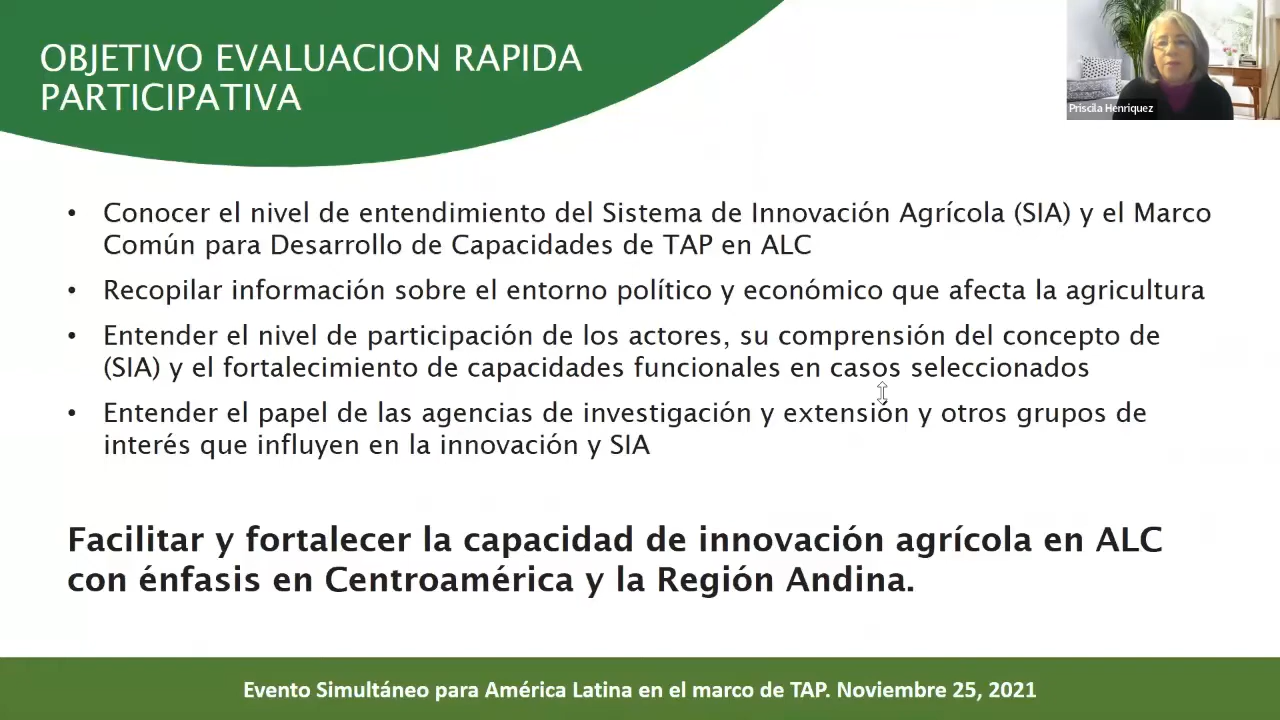 OBJETIVO EVALUACION RAPIDA
PARTICIPATIVA
Priscila Henriquez
• Conocer el nivel de entendimiento del Sistema de Innovación Agrícola (SIA) y el Marco
Común para Desarrollo de Capacidades de TAP en ALC
• Recopilar información sobre el entorno político y económico que afecta la agricultura
• Entender el nivel de participación de los actores, su comprensión del concepto de
(SIA) y el fortalecimiento de capacidades funcionales en casos seleccionados
• Entender el papel de las agencias de investigación y extensión y otros grupos de
interés que influyen en la innovación y SIA
Facilitar y fortalecer la capacidad de innovación agrícola en ALC
con énfasis en Centroamérica y la Región Andina.
Evento Simultáneo para América Latina en el marco de TAP. Noviembre 25, 2021